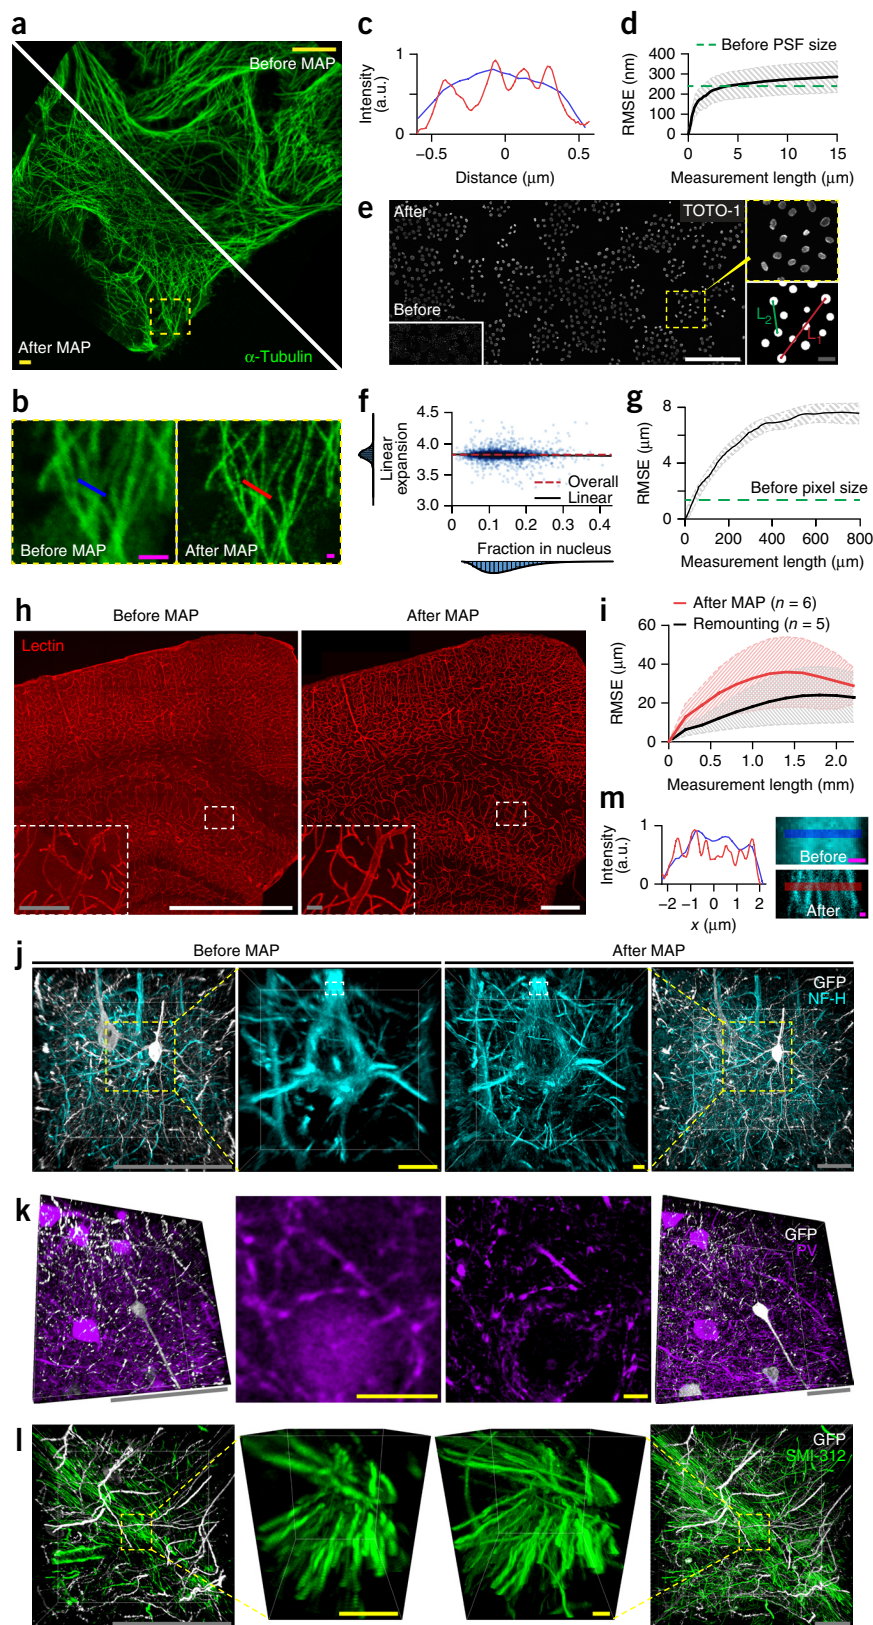 a
Before MAP
After MAP
α-Tubulin
b
Before MAP
After MAP
c
Intensity
(a.u.)
1
0
−0.5
0
0.5
Distance (μm)
d
Before PSF size
RMSE (nm)
400
300
200
100
0
0
5
10
15
Measurement length (μm)
e
After
TOTO-1
Before
L2
L1
f
Linear
expansion
4.5
4.0
3.5
3.0
Overall
Linear
0
0.1
0.2
0.3
0.4
Fraction in nucleus
g
RMSE (μm)
8
4
0
Before pixel size
0
200
400
600
800
Measurement length (μm)
h
Before MAP
After MAP
Lectin
i
After MAP (n = 6)
Remounting (n = 5)
RMSE (μm)
60
40
20
0
0
0.5
1.0
1.5
2.0
Measurement length (mm)
m
Intensity
(a.u.)
1
0
−2
−1
0
1
2
x (μm)
Before
After
j
Before MAP
After MAP
GFP
NF-H
k
GFP
PV
l
GFP
SMI-312